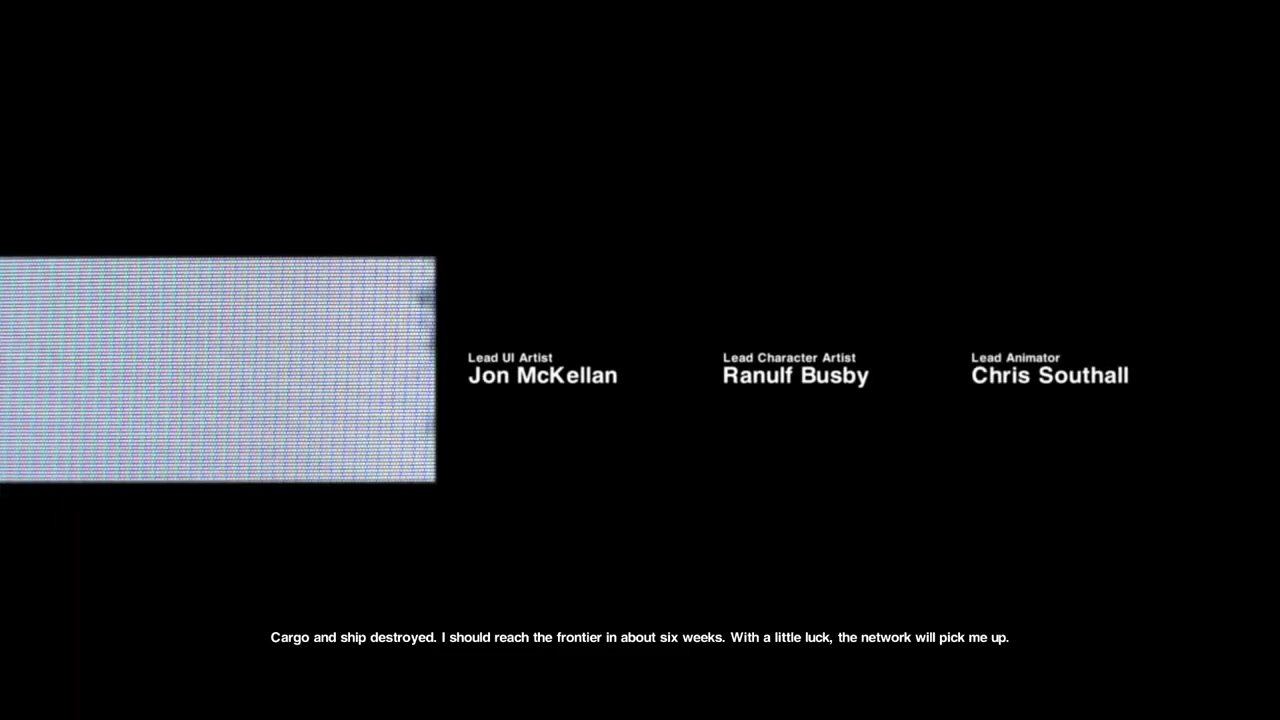 Lead UI Artist
Jon McKellan
Lead Character Artist
Ranulf Busby
Lead Animator
Chris Southall
Cargo and ship destroyed. I should reach the frontier in about six weeks. With a little luck, the network will pick me up.